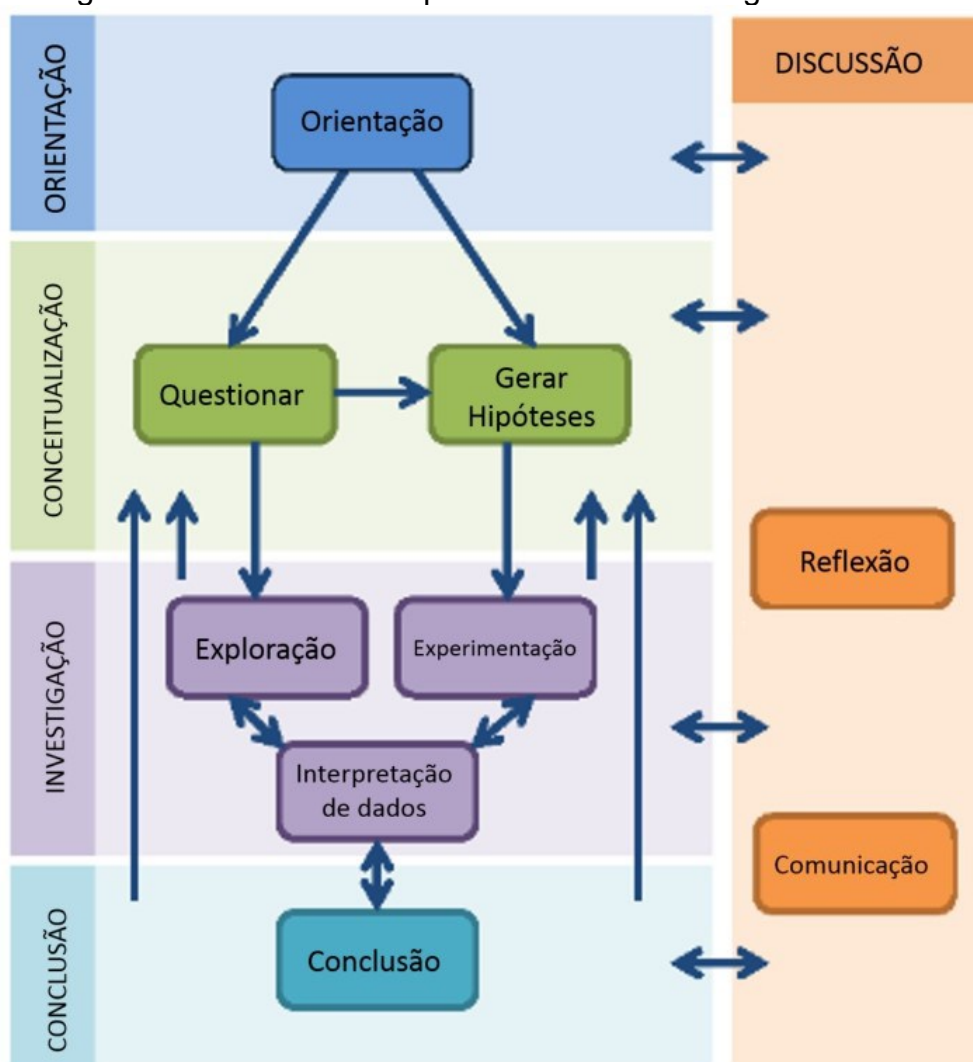 DISCUSSÃO
ORIENTAÇÃO
Orientação
CONCEITUALIZAÇÃO
Questionar
Gerar
Hipóteses
INVESTIGAÇÃO
Exploração
Experimentação
Interpretação
de dados
Reflexão
Comunicação
CONCLUSÃO
Conclusão